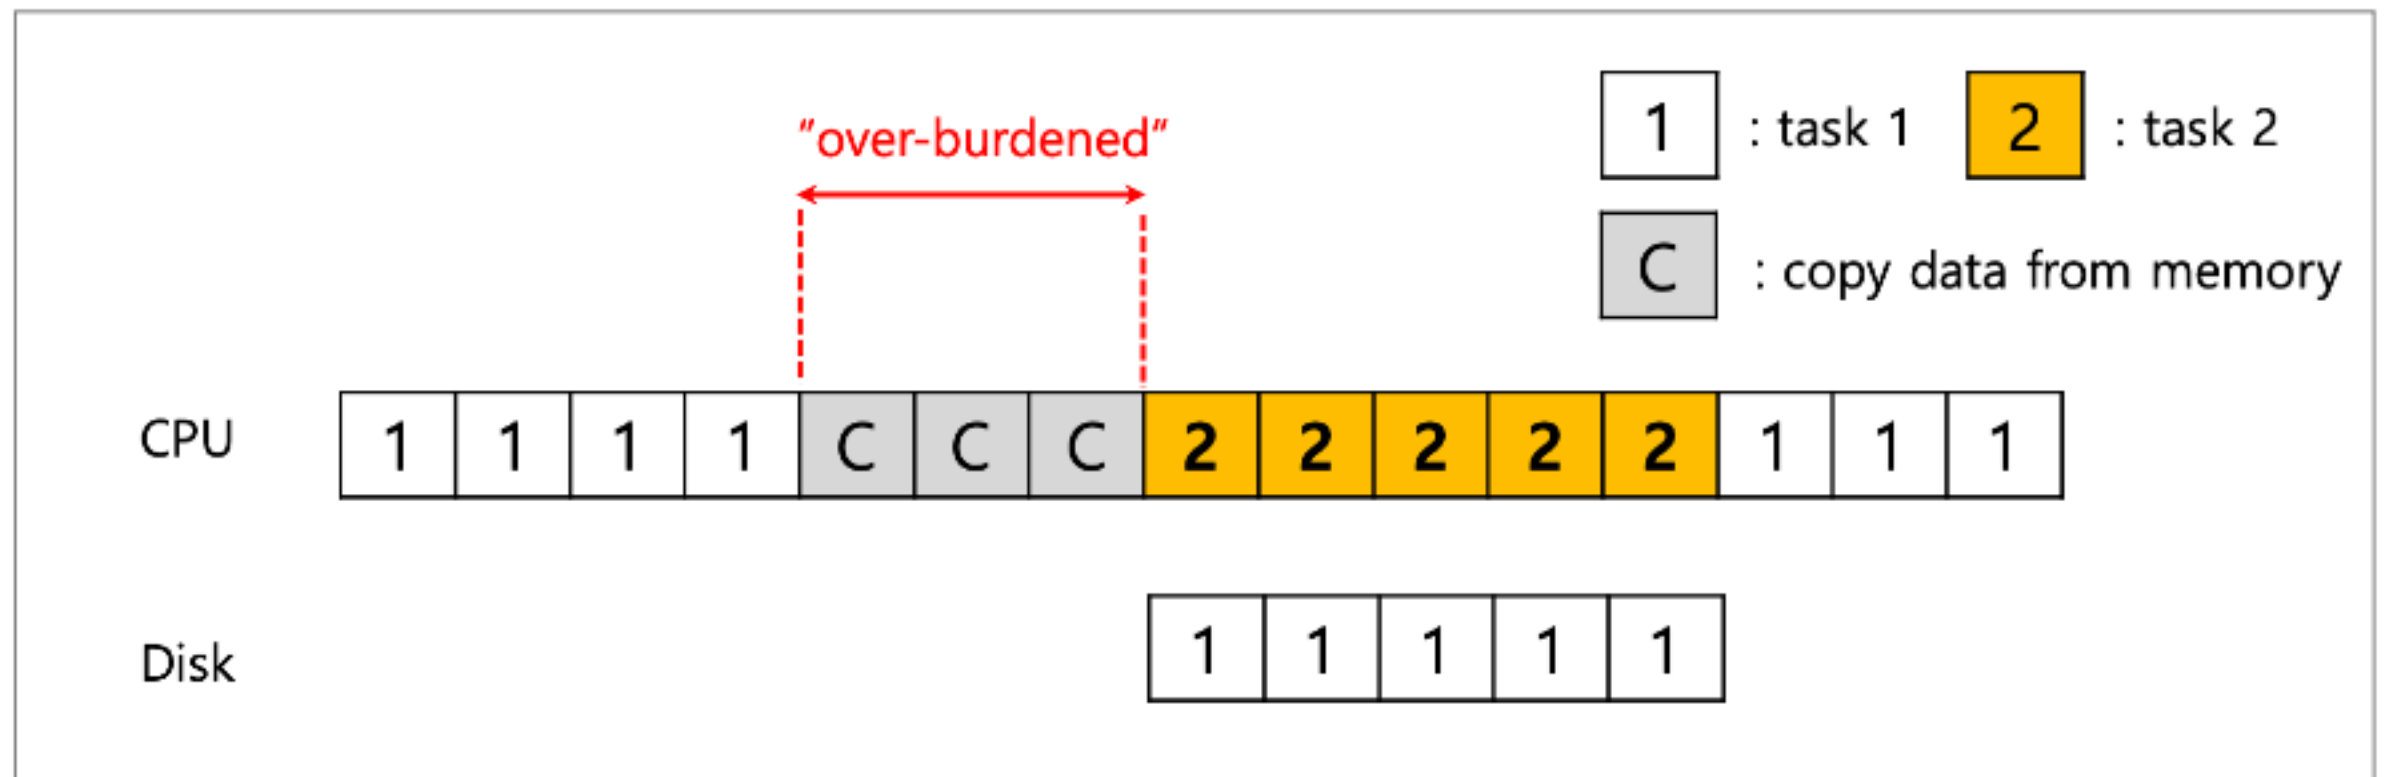 1 : task 1 2 : task 2
"over-burdened"
C : copy data from memory
CPU 1 1 1 1 C C C 2 2 2 2 2 1 1 1
Disk 1 1 1 1 1